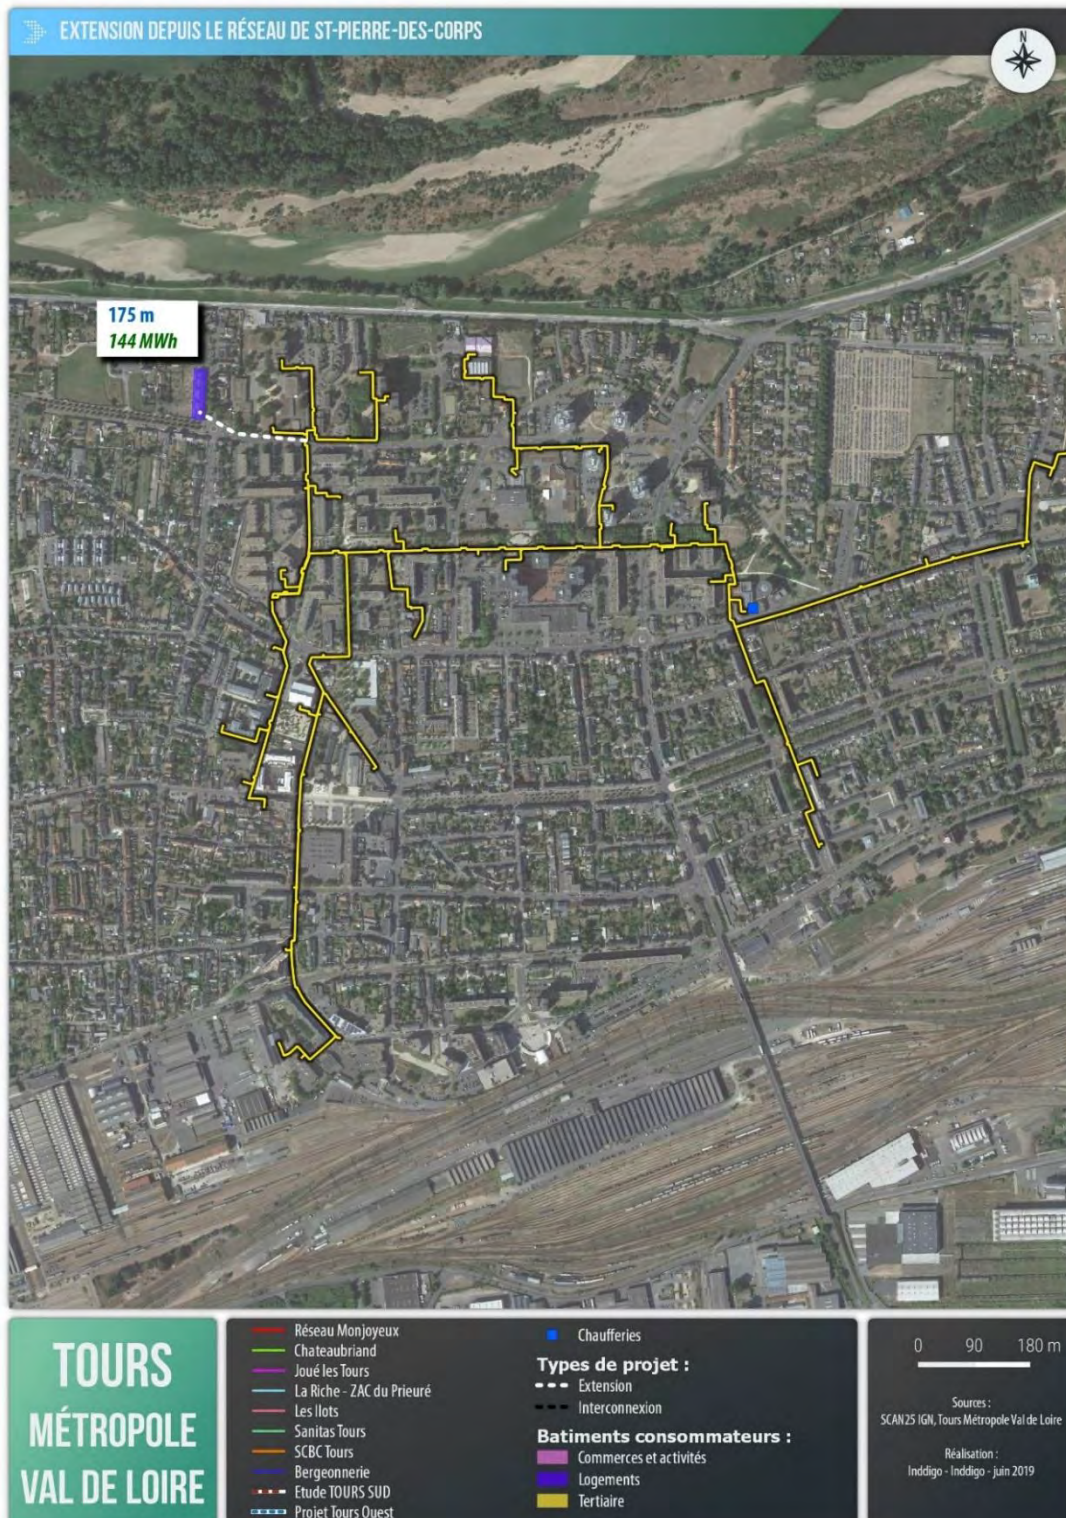 EXTENSION DEPUIS LE RÉSEAU DE ST-PIERRE-DES-CORPS
N
175 m
144 MWh
TOURS
MÉTROPOLE
VAL DE LOIRE
Réseau Monjoyeux
Chateaubriand
Joué les Tours
La Riche - ZAC du Prieuré
Les Ilots
Sanitas Tours
SCBC Tours
Bergeonnerie
Etude TOURS SUD
Projet Tours Ouest
Chaufferies
Types de projet :
Extension
Interconnexion
Batiments consommateurs :
Commerces et activités
Logements
Tertiaire
0 90 180 m
Sources :
SCAN25 IGN, Tours Métropole Val de Loire
Réalisation :
Inddigo - Inddigo - juin 2019